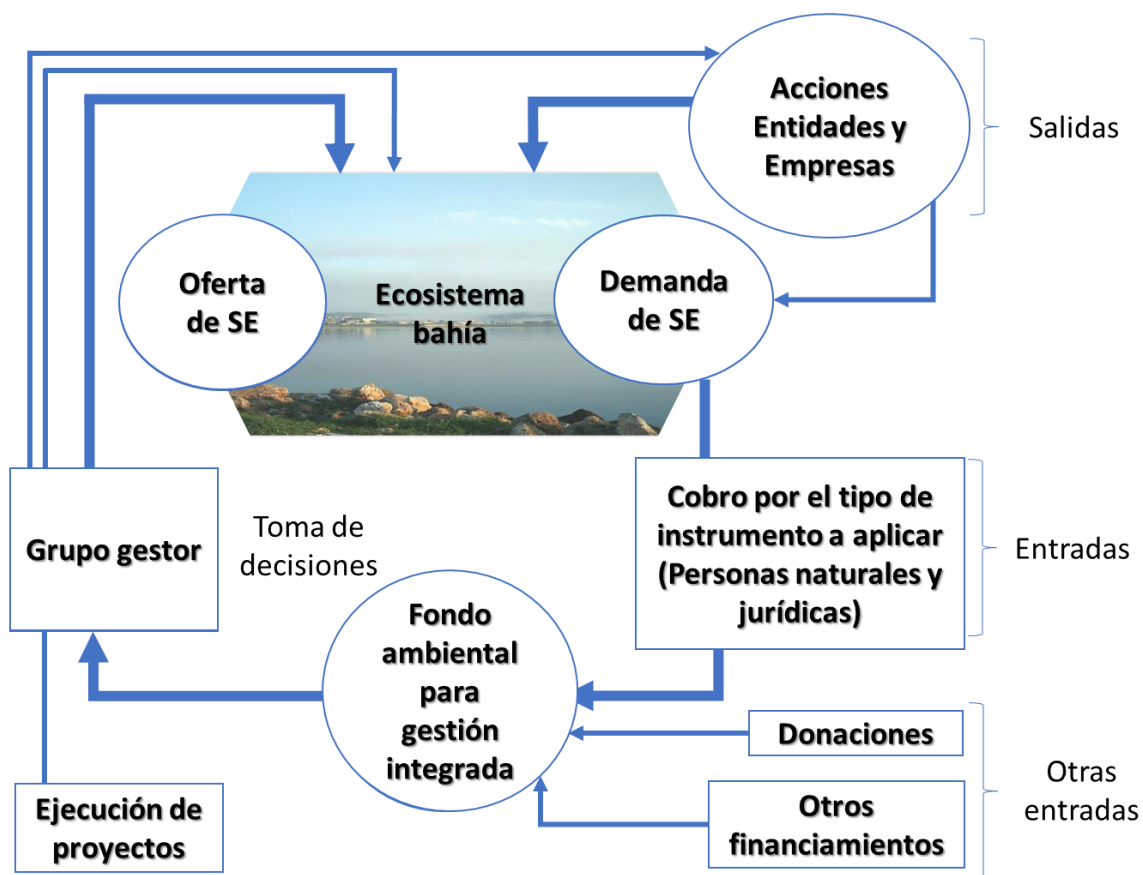 Acciones
Entidades y
Empresas
Salidas
Oferta
de SE
Ecosistema
bahía
Demanda
de SE
Grupo gestor
Toma de
decisiones
Cobro por el tipo de
instrumento a aplicar
(Personas naturales y
jurídicas)
Entradas
Fondo
ambiental
para
gestión
integrada
Donaciones
Otros
financiamientos
Otras
entradas
Ejecución de
proyectos